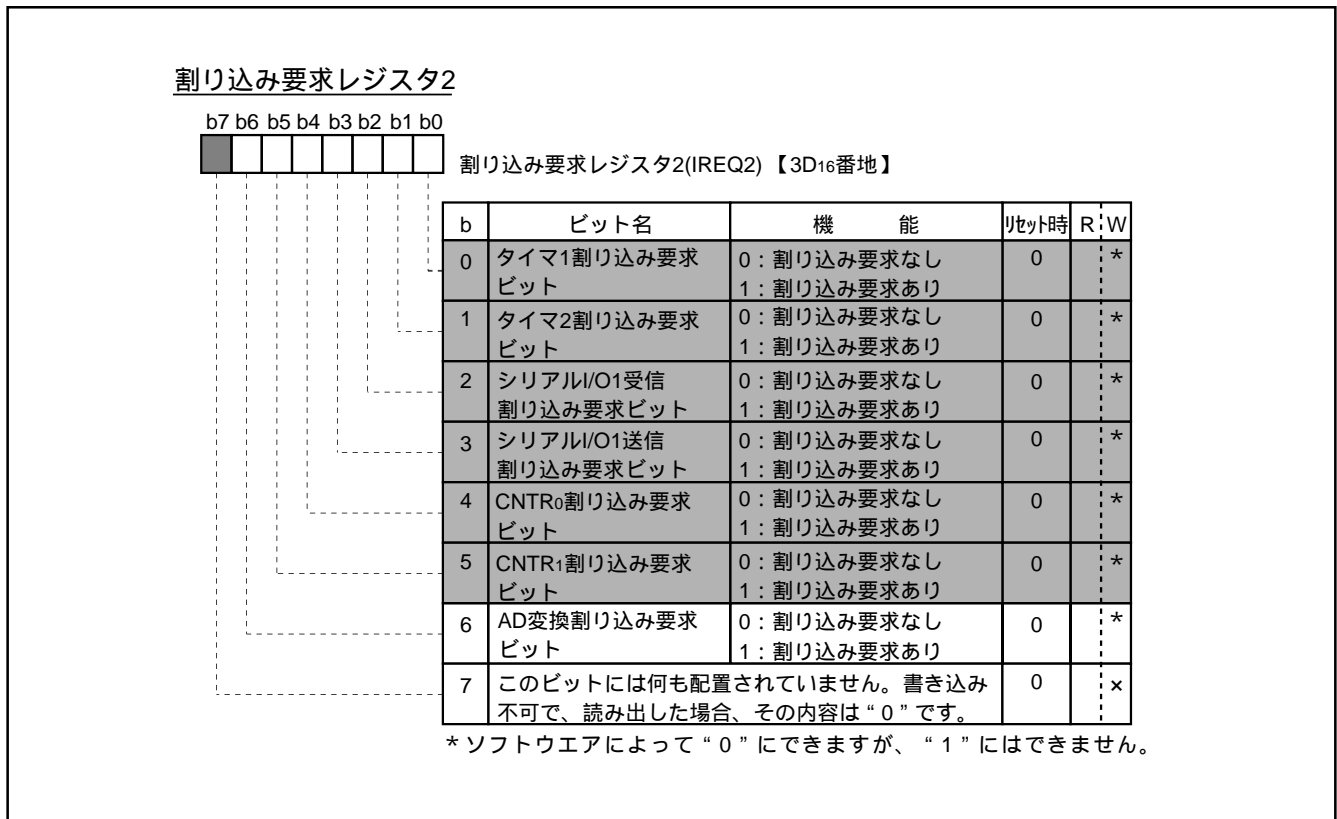 割り込み要求レジスタ2
b7 b6 b5 b4 b3 b2 b1 b0
割り込み要求レジスタ2(IREQ2) 【3D16番地】
b ビット名 機 能 リセット時 R W
0 タイマ1割り込み要求 0：割り込み要求なし 0 *
ビット 1：割り込み要求あり
1 タイマ2割り込み要求 0：割り込み要求なし 0 *
ビット 1：割り込み要求あり
2 シリアルI/O1受信 0：割り込み要求なし 0 *
割り込み要求ビット 1：割り込み要求あり
3 シリアルI/O1送信 0：割り込み要求なし 0 *
割り込み要求ビット 1：割り込み要求あり
4 CNTR0割り込み要求 0：割り込み要求なし 0 *
ビット 1：割り込み要求あり
5 CNTR1割り込み要求 0：割り込み要求なし 0 *
ビット 1：割り込み要求あり
6 AD変換割り込み要求 0：割り込み要求なし 0 *
ビット 1：割り込み要求あり
7 このビットには何も配置されていません。書き込み 0 ×
不可で、読み出した場合、その内容は“0”です。
*ソフトウエアによって“0”にできますが、“1”にはできません。